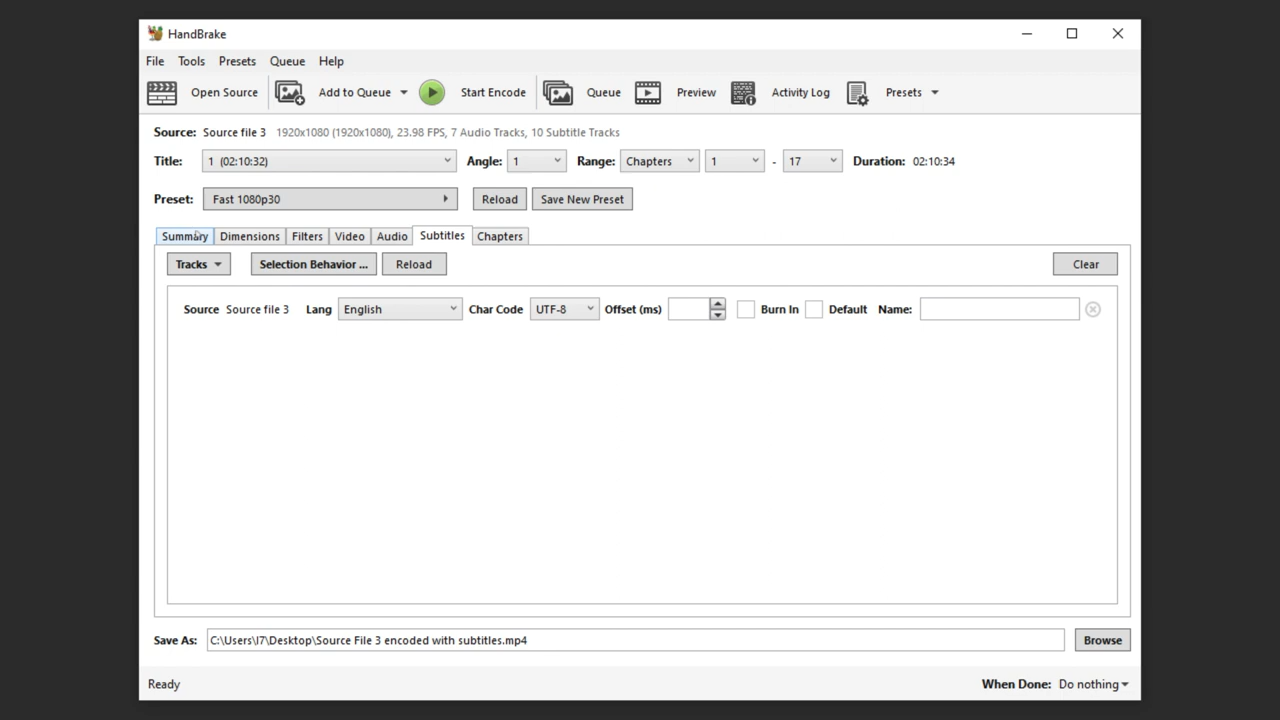 HandBrake
File Tools Presets Queue Help
Open Source Add to Queue Start Encode Queue Preview Activity Log Presets
Source: Source file 3 1920x1080 (1920x1080), 23.98 FPS, 7 Audio Tracks, 10 Subtitle Tracks
Title: 1 (02:10:32) Angle: 1 Range: Chapters 1 - 17 Duration: 02:10:34
Preset: Fast 1080p30 Reload Save New Preset
Summary Dimensions Filters Video Audio Subtitles Chapters
Tracks Selection Behavior ... Reload Clear
Source Source file 3 Lang English Char Code UTF-8 Offset (ms) Burn In Default Name:
Save As: C:\Users\I7\Desktop\Source File 3 encoded with subtitles.mp4 Browse
Ready When Done: Do nothing